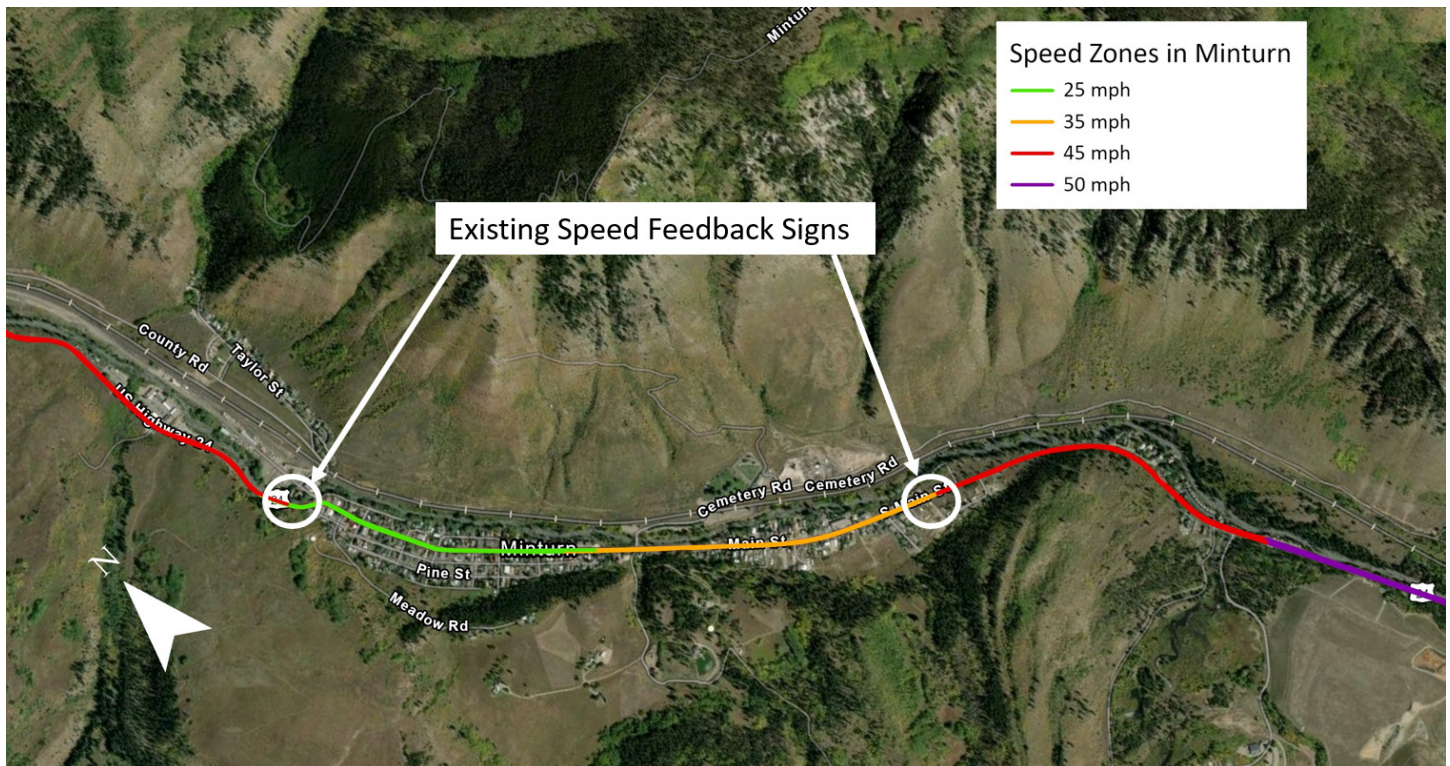 Minturn
Speed Zones in Minturn
25 mph
35 mph
45 mph
50 mph
Existing Speed Feedback Signs
County Rd
Taylor St
US Highway 24
24
Cemetery Rd
Cemetery Rd
S Main St
Minturn
Main St
Pine St
Meadow Rd
N